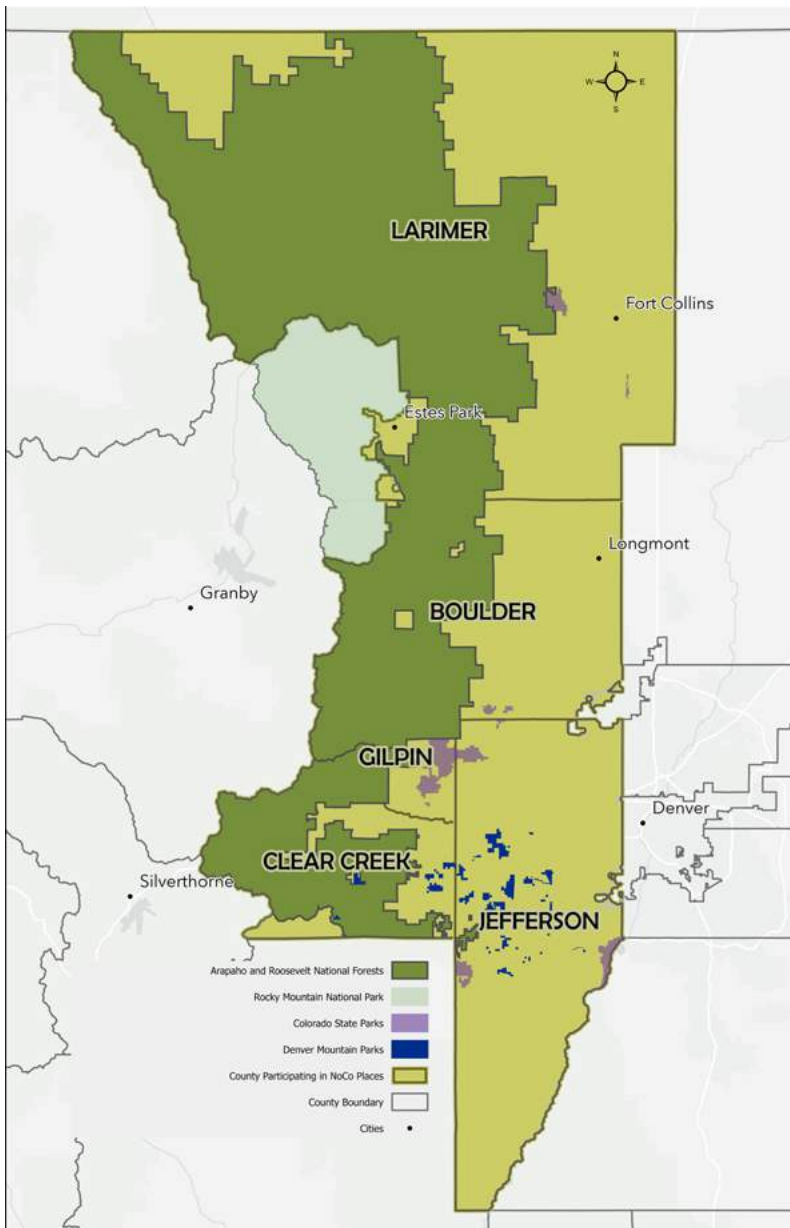 N
W E
S
LARIMER
Fort Collins
Estes Park
Longmont
Granby
BOULDER
GILPIN
Denver
CLEAR CREEK
Silverthorne
JEFFERSON
Arapaho and Roosevelt National Forests
Rocky Mountain National Park
Colorado State Parks
Denver Mountain Parks
County Participating in NoCo Places
County Boundary
Cities